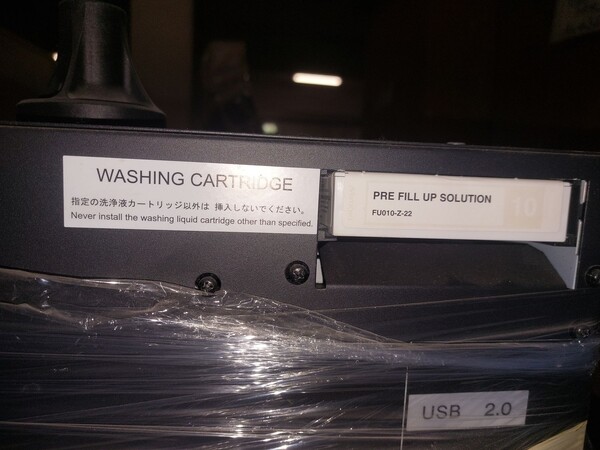 WASHING CARTRIDGE
指定の洗浄液カートリッジ以外は 挿入しないでください。
Never install the washing liquid cartridge other than specified.
PRE FILL UP SOLUTION
FU010-Z-22
10
USB 2.0